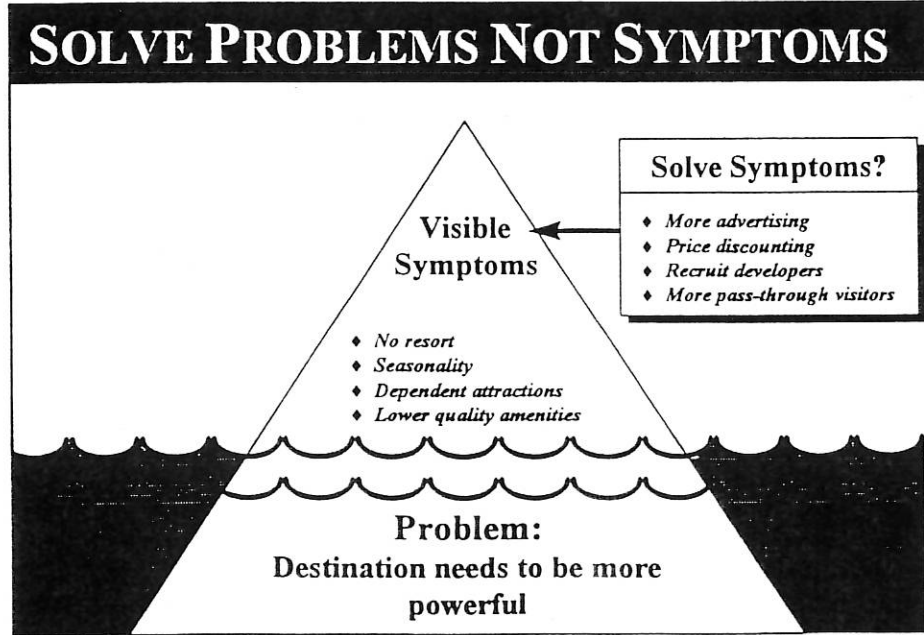 SOLVE PROBLEMS NOT SYMPTOMS
Visible
Symptoms
♦ No resort
♦ Seasonality
♦ Dependent attractions
♦ Lower quality amenities
Solve Symptoms?
♦ More advertising
♦ Price discounting
♦ Recruit developers
♦ More pass-through visitors
Problem:
Destination needs to be more
powerful